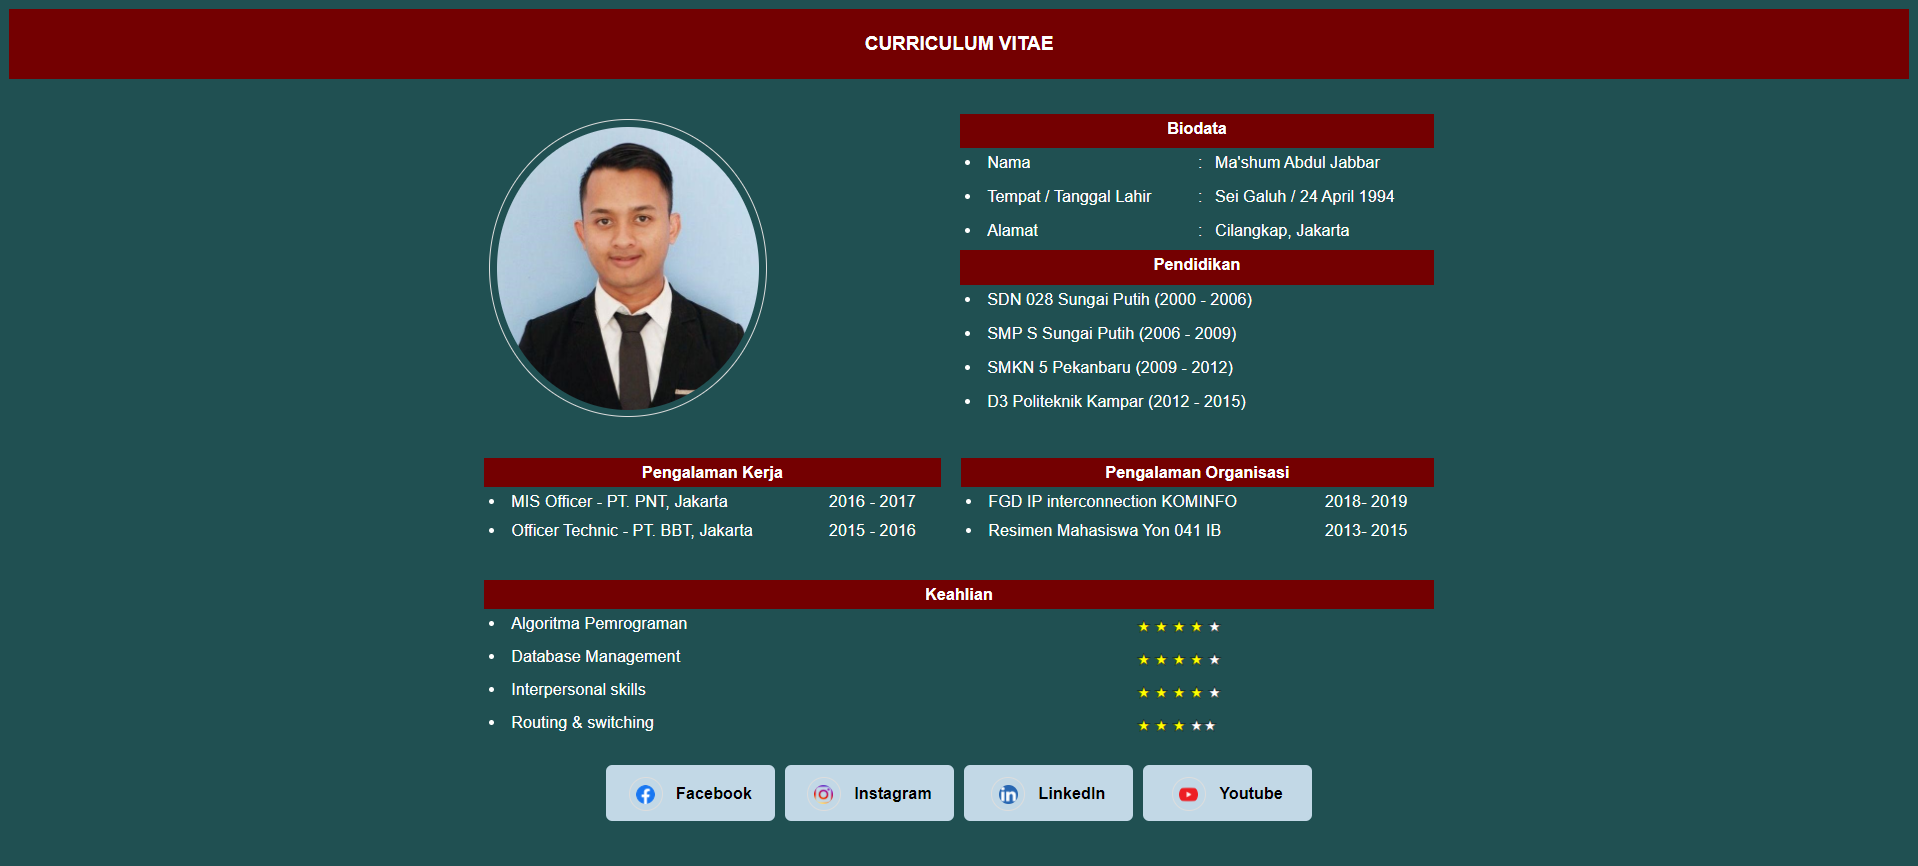 CURRICULUM VITAE
Biodata
• Nama : Ma'shum Abdul Jabbar
• Tempat / Tanggal Lahir : Sei Galuh / 24 April 1994
• Alamat : Cilangkap, Jakarta
Pendidikan
• SDN 028 Sungai Putih (2000 - 2006)
• SMP S Sungai Putih (2006 - 2009)
• SMKN 5 Pekanbaru (2009 - 2012)
• D3 Politeknik Kampar (2012 - 2015)
Pengalaman Kerja
• MIS Officer - PT. PNT, Jakarta 2016 - 2017
• Officer Technic - PT. BBT, Jakarta 2015 - 2016
Pengalaman Organisasi
• FGD IP interconnection KOMINFO 2018- 2019
• Resimen Mahasiswa Yon 041 IB 2013- 2015
Keahlian
• Algoritma Pemrograman ★ ★ ★ ★ ★
• Database Management ★ ★ ★ ★ ★
• Interpersonal skills ★ ★ ★ ★ ★
• Routing & switching ★ ★ ★ ★★
Facebook Instagram LinkedIn Youtube